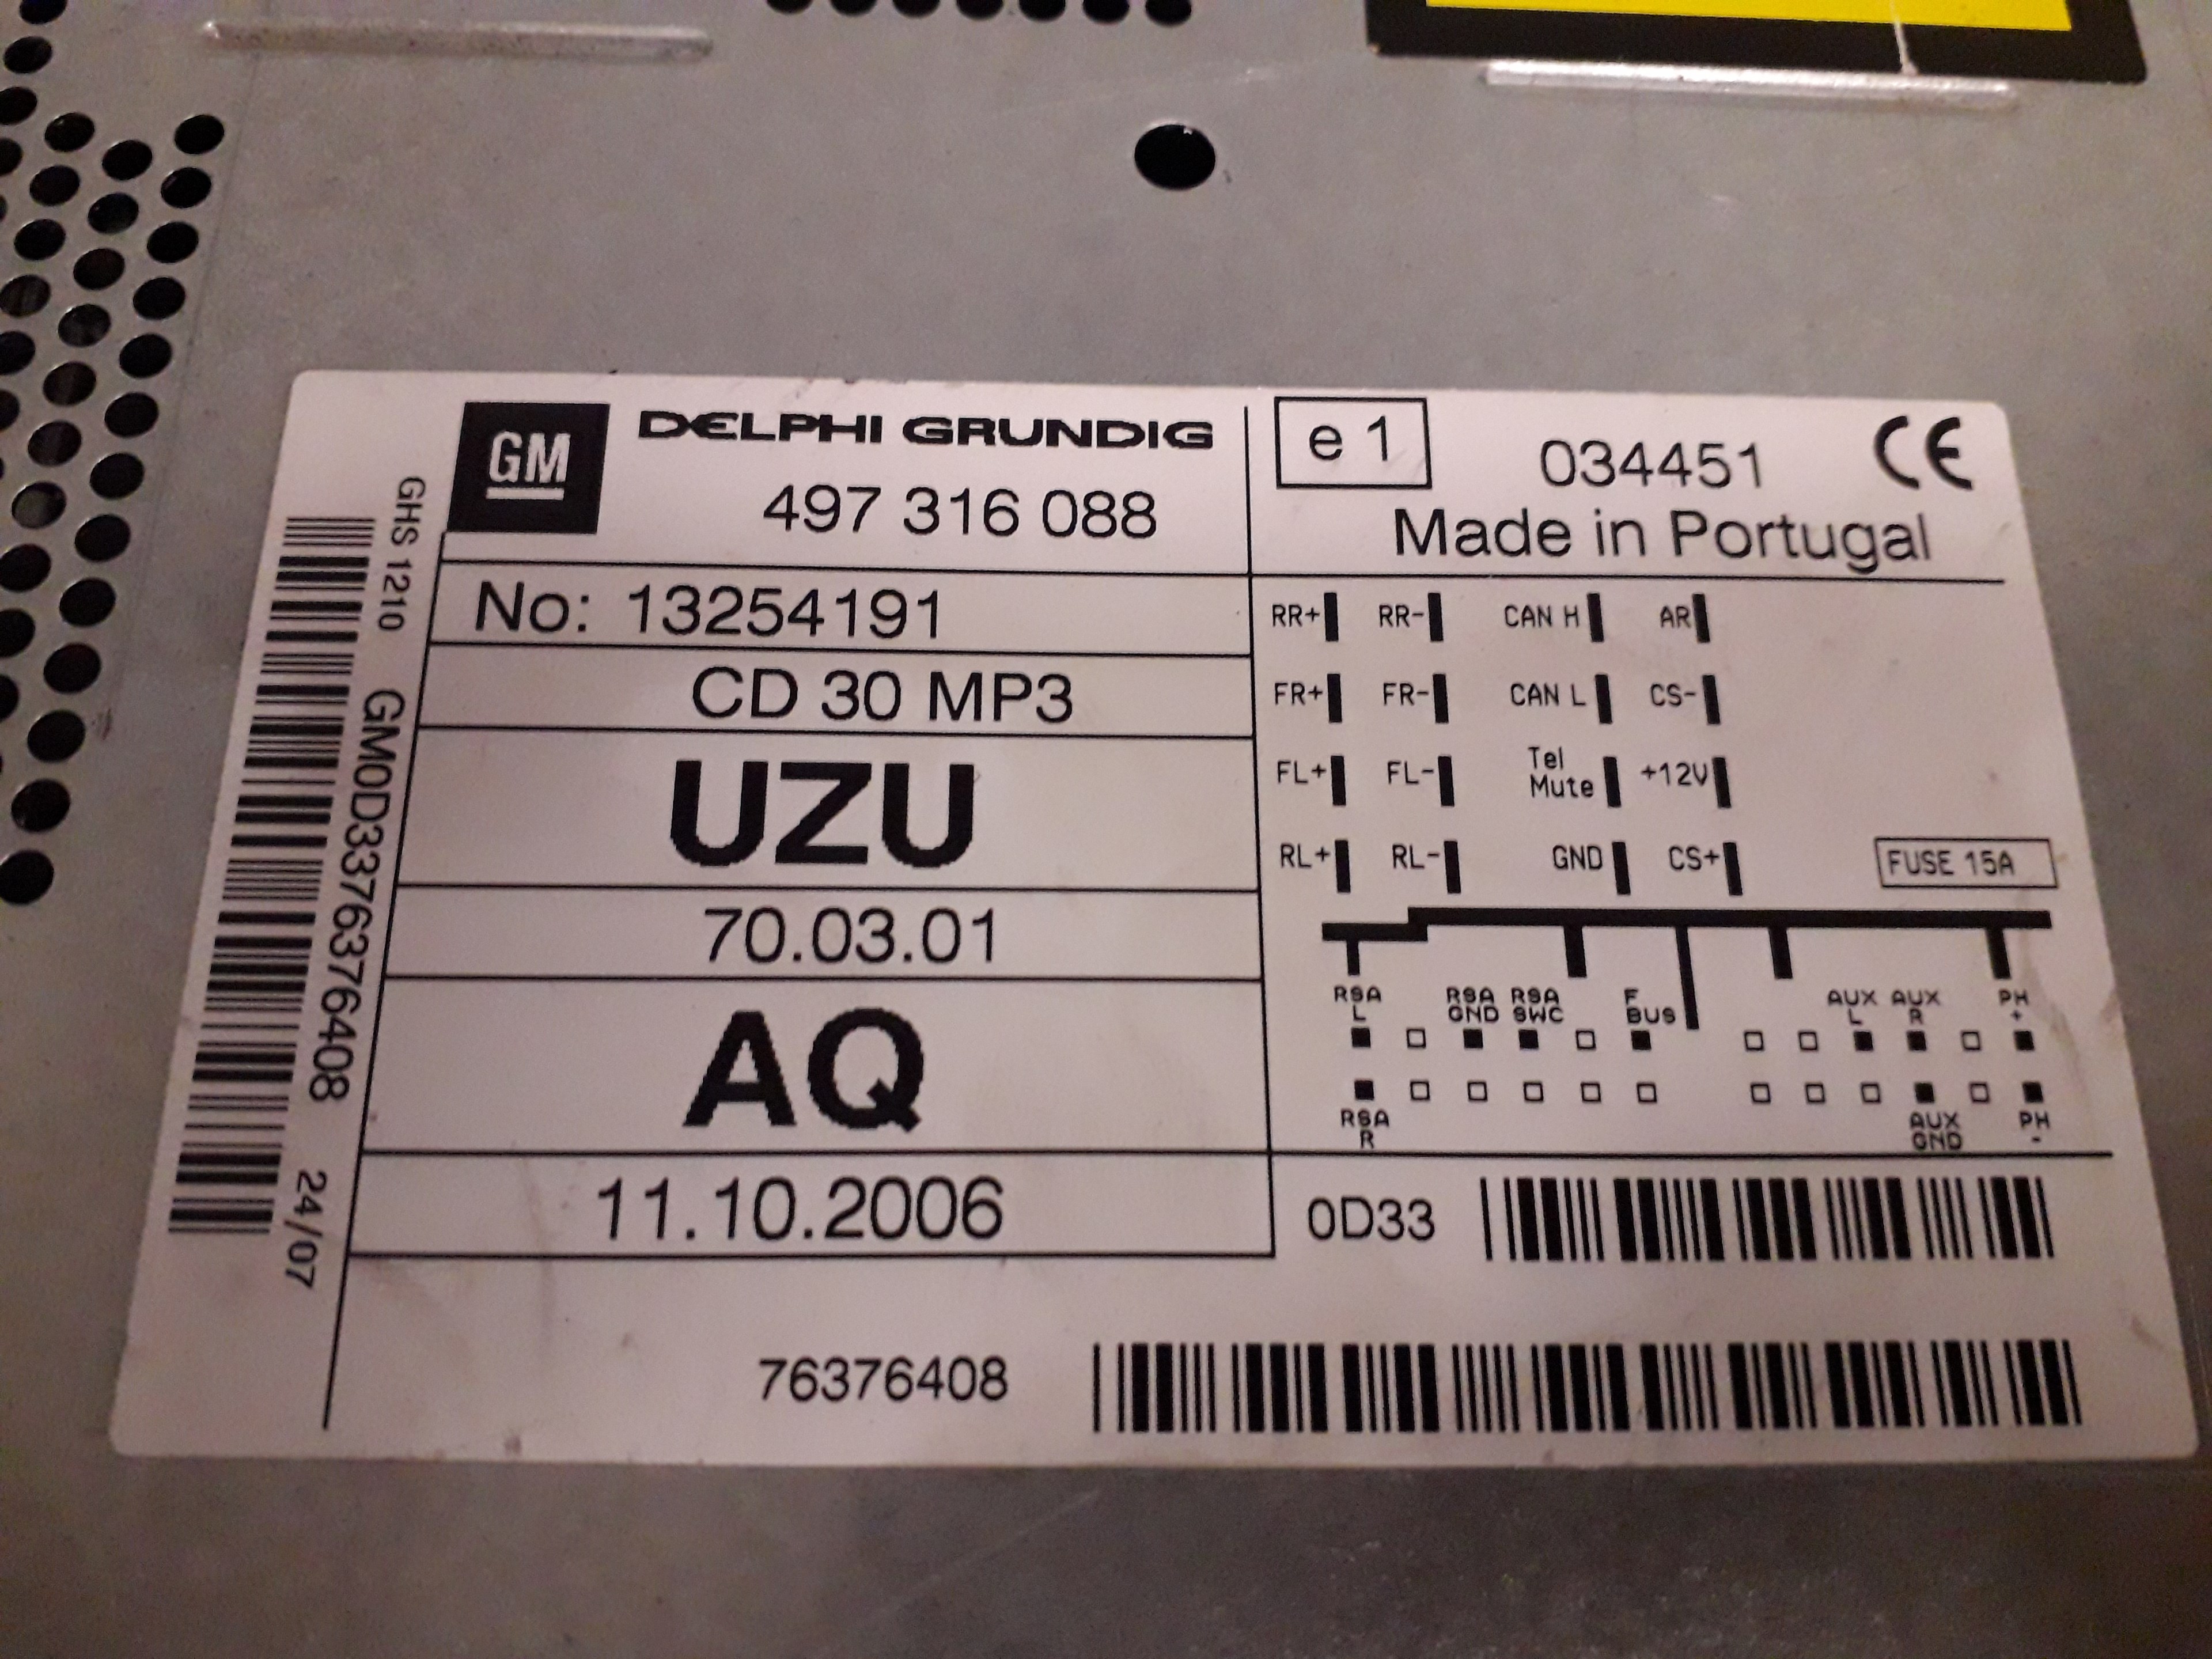 GM
DELPHI GRUNDIG
497 316 088
No: 13254191
CD 30 MP3
UZU
70.03.01
AQ
11.10.2006
76376408
GHS 1210 GM0D3376376408 24/07
e1 034451 CE
Made in Portugal
RR+ RR- CAN H AR
FR+ FR- CAN L CS-
FL+ FL- Tel Mute +12V
RL+ RL- GND CS+
FUSE 15A
RSA L RSA GND RSA SWC F BUS AUX L AUX R PH +
RSA R AUX GND PH -
0D33